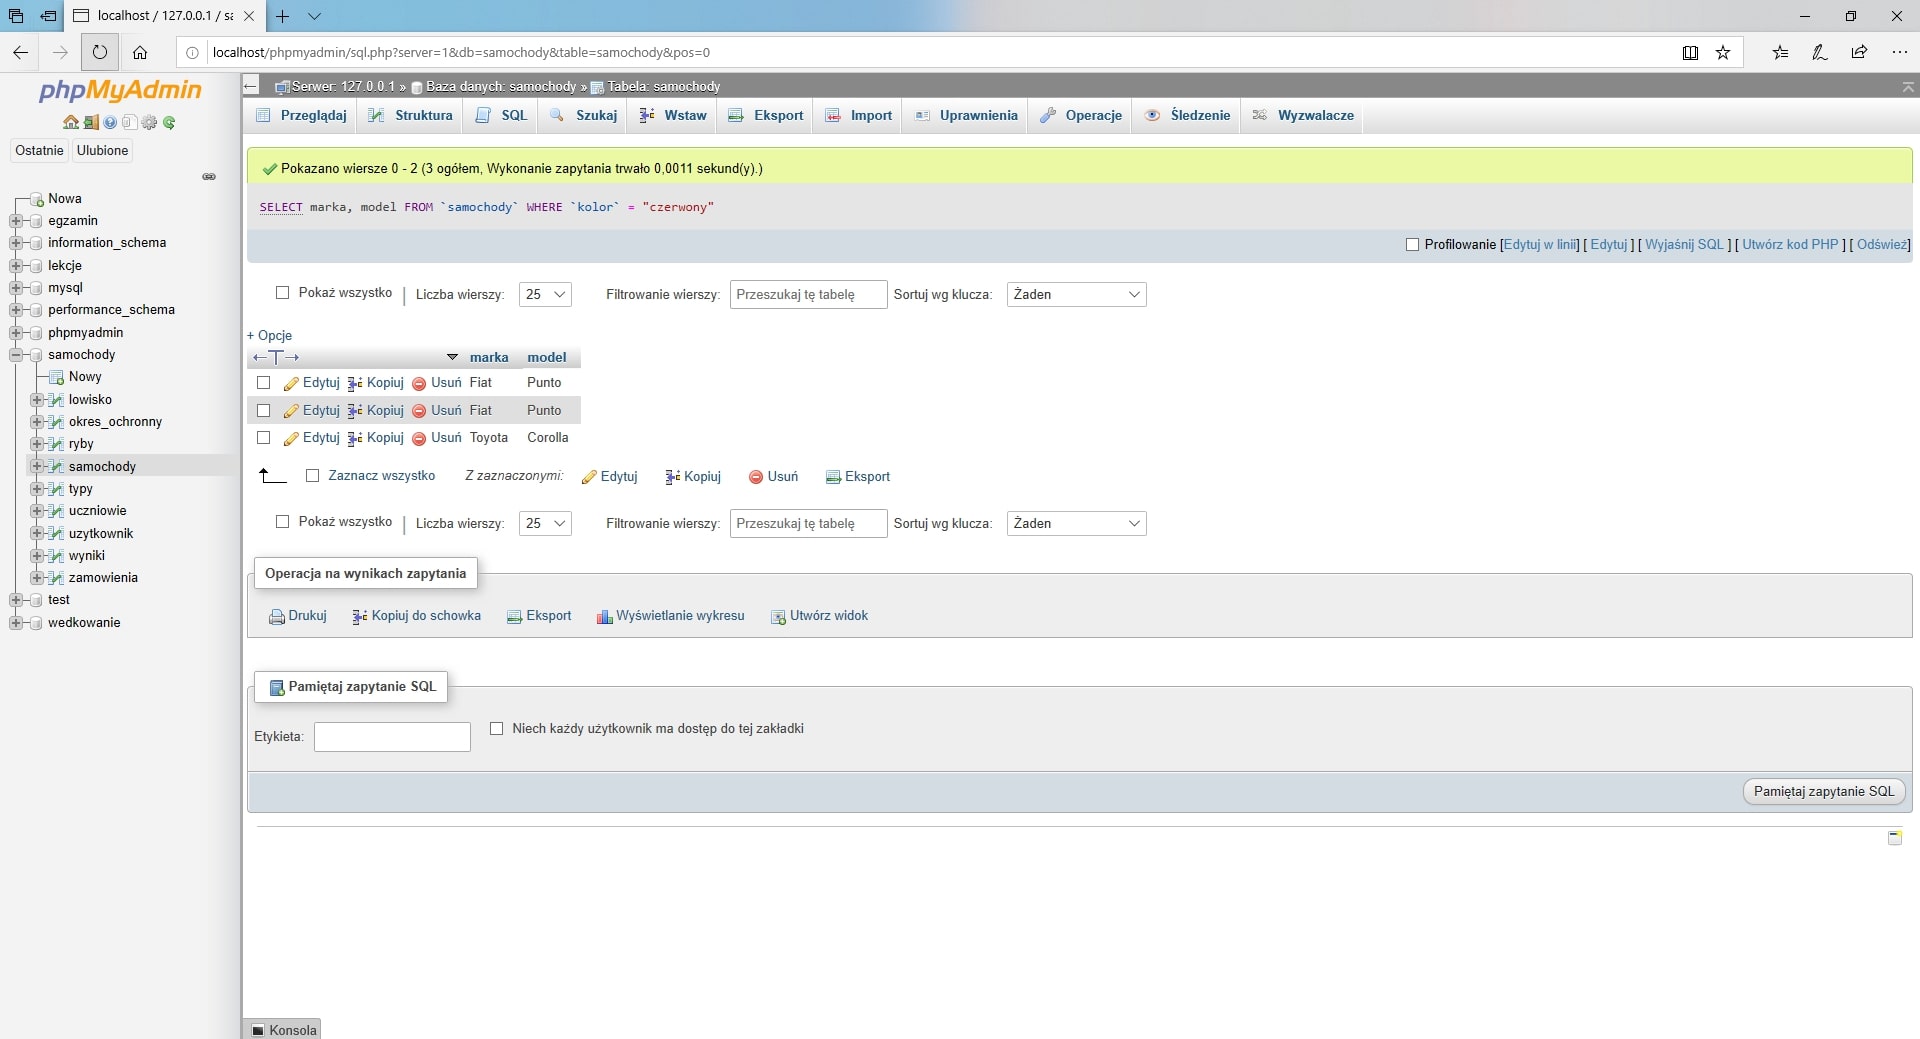 localhost / 127.0.0.1 / sa
localhost/phpmyadmin/sql.php?server=1&db=samochody&table=samochody&pos=0
phpMyAdmin
Ostatnie Ulubione
Nowa
egzamin
information_schema
lekcje
mysql
performance_schema
phpmyadmin
samochody
Nowy
lowisko
okres_ochronny
ryby
samochody
typy
uczniowie
uzytkownik
wyniki
zamowienia
test
wedkowanie
Serwer: 127.0.0.1 » Baza danych: samochody » Tabela: samochody
Przeglądaj Struktura SQL Szukaj Wstaw Eksport Import Uprawnienia Operacje Śledzenie Wyzwalacze
Pokazano wiersze 0 - 2 (3 ogółem, Wykonanie zapytania trwało 0,0011 sekund(y).)
SELECT marka, model FROM `samochody` WHERE `kolor` = "czerwony"
Profilowanie [Edytuj w linii] [ Edytuj ] [ Wyjaśnij SQL ] [ Utwórz kod PHP ] [ Odśwież]
Pokaż wszystko | Liczba wierszy: 25 Filtrowanie wierszy: Przeszukaj tę tabelę Sortuj wg klucza: Żaden
+ Opcje
←T→ marka model
Edytuj Kopiuj Usuń Fiat Punto
Edytuj Kopiuj Usuń Fiat Punto
Edytuj Kopiuj Usuń Toyota Corolla
Zaznacz wszystko Z zaznaczonymi: Edytuj Kopiuj Usuń Eksport
Pokaż wszystko | Liczba wierszy: 25 Filtrowanie wierszy: Przeszukaj tę tabelę Sortuj wg klucza: Żaden
Operacja na wynikach zapytania
Drukuj Kopiuj do schowka Eksport Wyświetlanie wykresu Utwórz widok
Pamiętaj zapytanie SQL
Etykieta: Niech każdy użytkownik ma dostęp do tej zakładki
Pamiętaj zapytanie SQL
Konsola